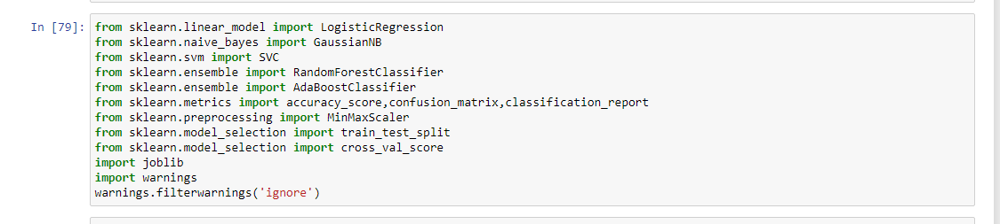 In [79]: from sklearn.linear_model import LogisticRegression
from sklearn.naive_bayes import GaussianNB
from sklearn.svm import SVC
from sklearn.ensemble import RandomForestClassifier
from sklearn.ensemble import AdaBoostClassifier
from sklearn.metrics import accuracy_score,confusion_matrix,classification_report
from sklearn.preprocessing import MinMaxScaler
from sklearn.model_selection import train_test_split
from sklearn.model_selection import cross_val_score
import joblib
import warnings
warnings.filterwarnings('ignore')